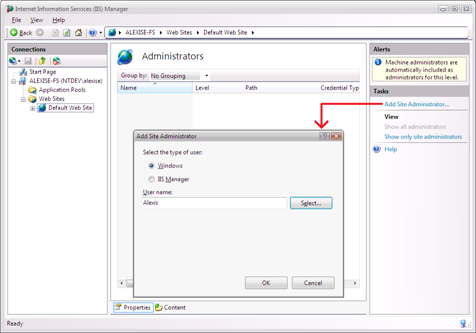 Internet Information Services (IIS) Manager
File View Help
Back ALEXISE-FS Web Sites Default Web Site
Connections
Start Page
ALEXISE-FS (NTDEV\alexise)
Application Pools
Web Sites
Default Web Site
Administrators
Group by: No Grouping
Name Level Path Credential Typ
Add Site Administrator
Select the type of user:
Windows
IIS Manager
User name:
Alexis
Select...
OK Cancel
Properties Content
Alerts
Machine administrators are
automatically included as
administrators for this level.
Tasks
Add Site Administrator...
View
Show all administrators
Show only site administrators
Help
Ready